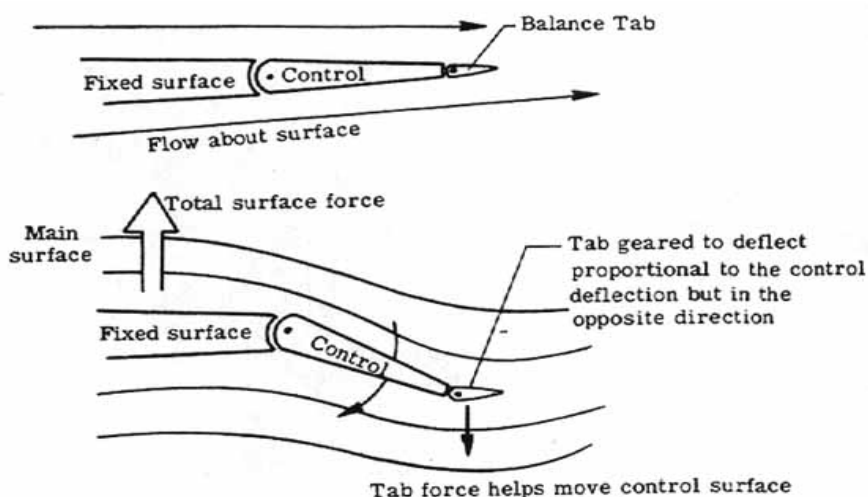 Balance Tab
Fixed surface
Control
Flow about surface
Total surface force
Main
surface
Tab geared to deflect
proportional to the control
deflection but in the
opposite direction
Fixed surface
Control
Tab force helps move control surface